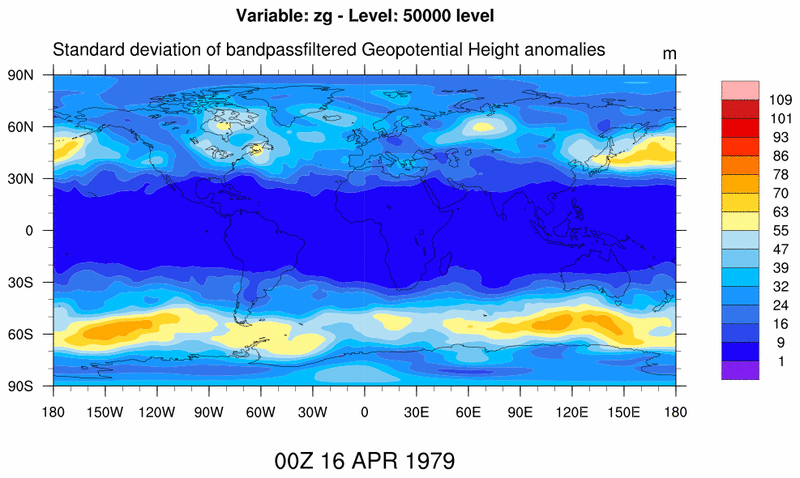 Variable: zg - Level: 50000 level
Standard deviation of bandpassfiltered Geopotential Height anomalies
m
90N
60N
30N
0
30S
60S
90S
180 150W 120W 90W 60W 30W 0 30E 60E 90E 120E 150E 180
109
101
93
86
78
70
63
55
47
39
32
24
16
9
1
00Z 16 APR 1979